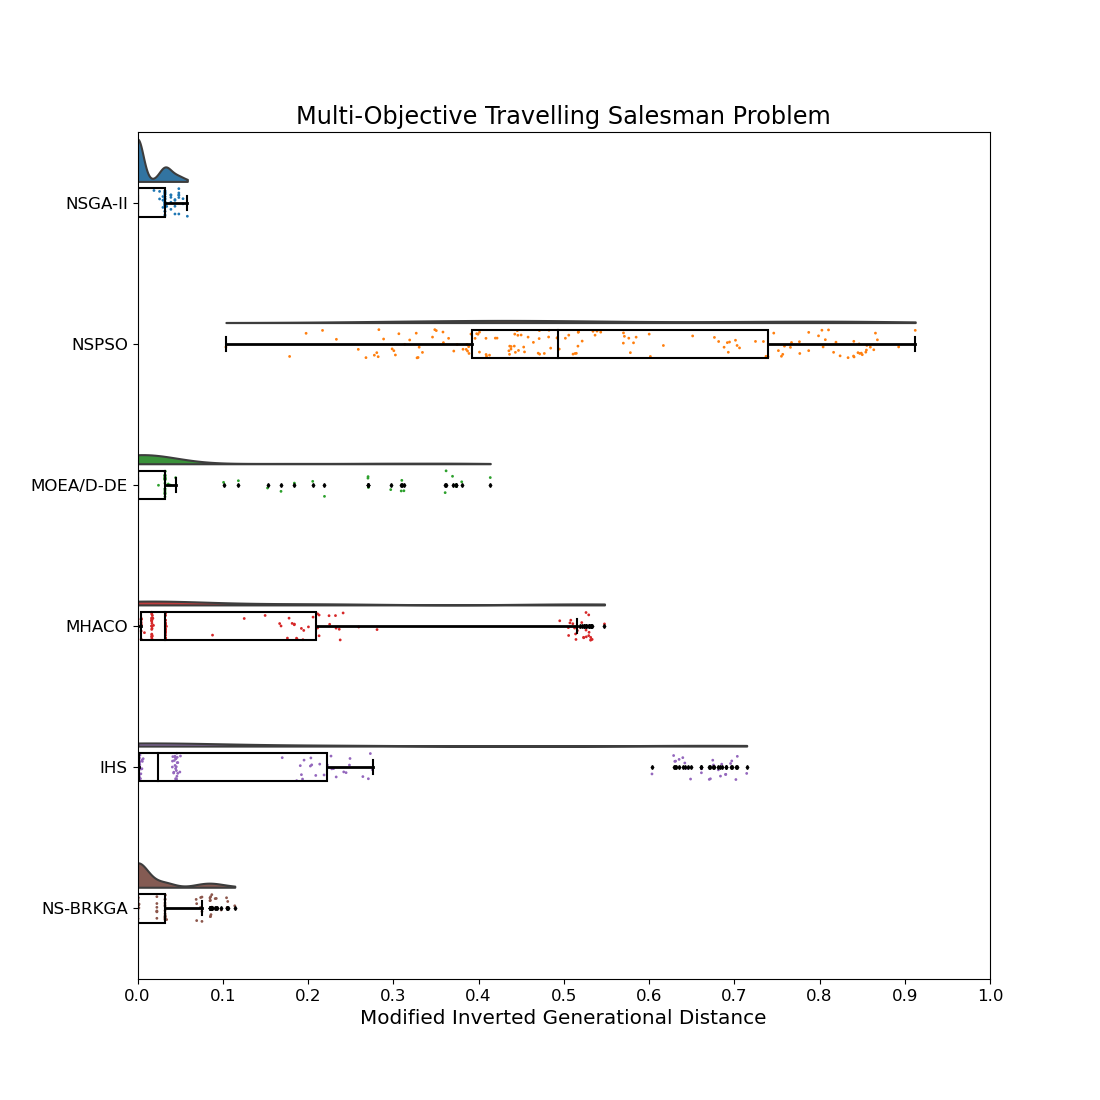 Multi-Objective Travelling Salesman Problem
NSGA-II
NSPSO
MOEA/D-DE
MHACO
IHS
NS-BRKGA
0.0 0.1 0.2 0.3 0.4 0.5 0.6 0.7 0.8 0.9 1.0
Modified Inverted Generational Distance